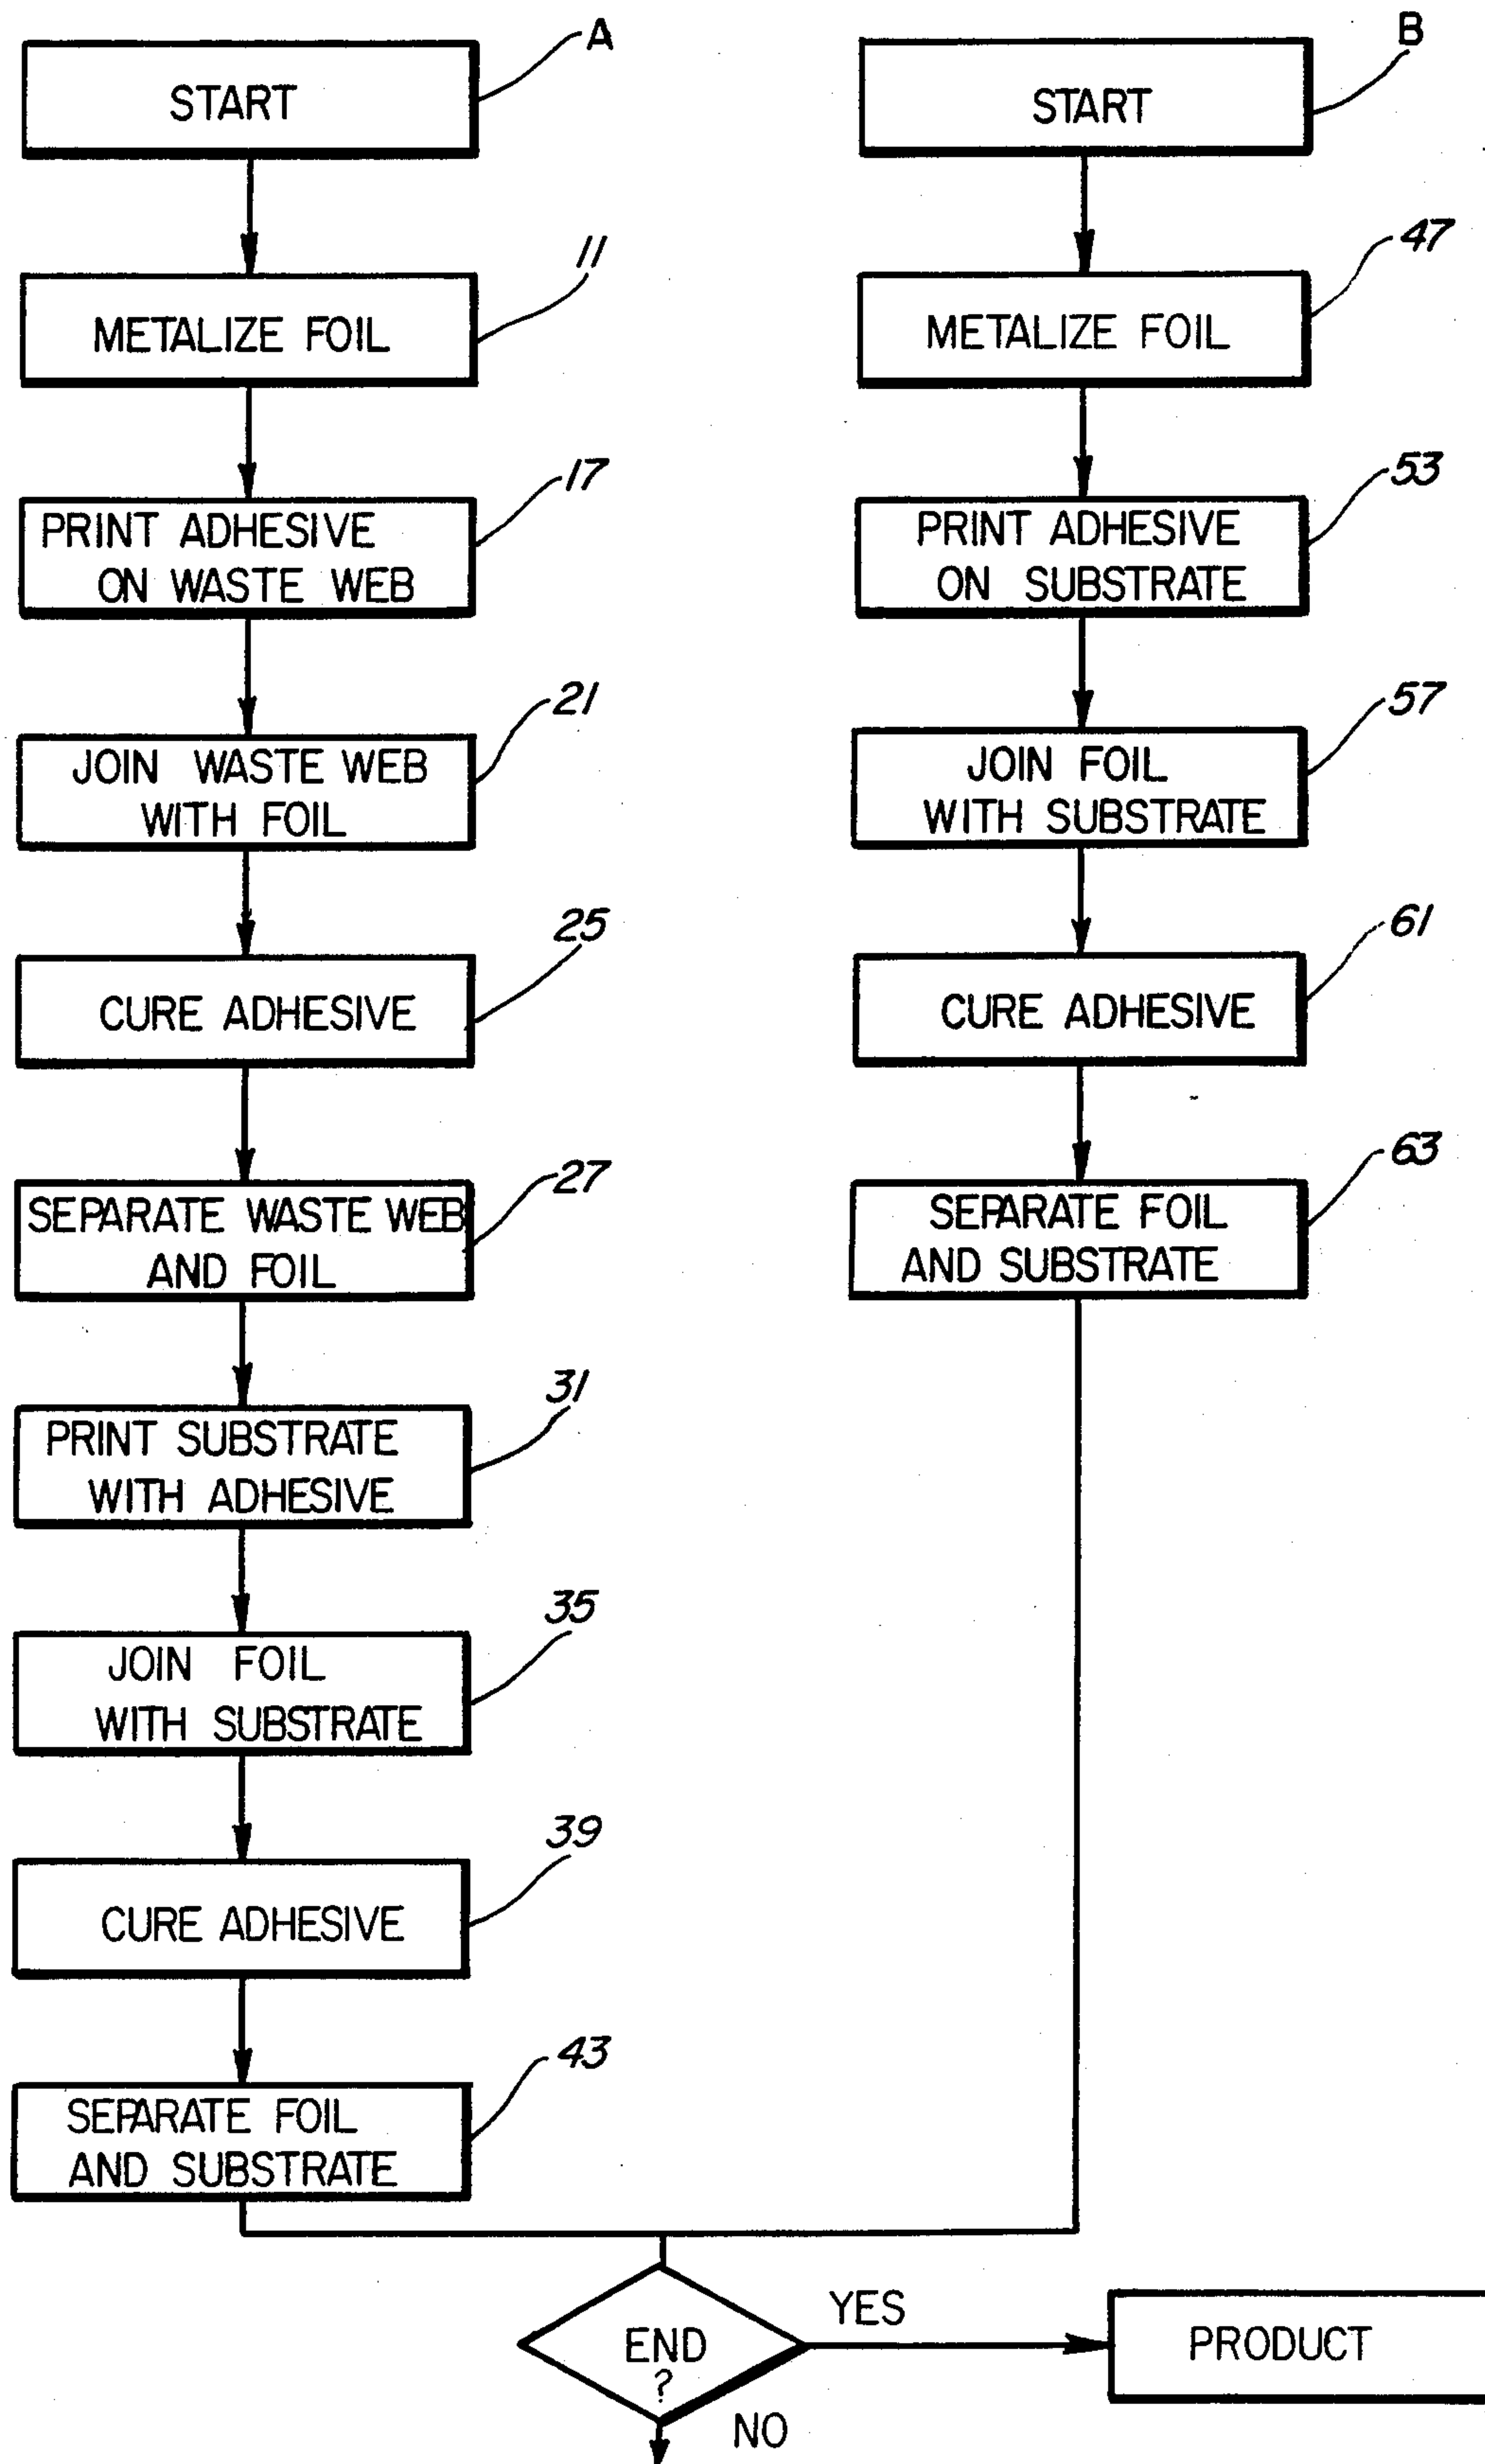 A
START
11
METALIZE FOIL
17
PRINT ADHESIVE
ON WASTE WEB
21
JOIN WASTE WEB
WITH FOIL
25
CURE ADHESIVE
27
SEPARATE WASTE WEB
AND FOIL
31
PRINT SUBSTRATE
WITH ADHESIVE
35
JOIN FOIL
WITH SUBSTRATE
39
CURE ADHESIVE
43
SEPARATE FOIL
AND SUBSTRATE
B
START
47
METALIZE FOIL
53
PRINT ADHESIVE
ON SUBSTRATE
57
JOIN FOIL
WITH SUBSTRATE
61
CURE ADHESIVE
63
SEPARATE FOIL
AND SUBSTRATE
END
?
YES
PRODUCT
NO